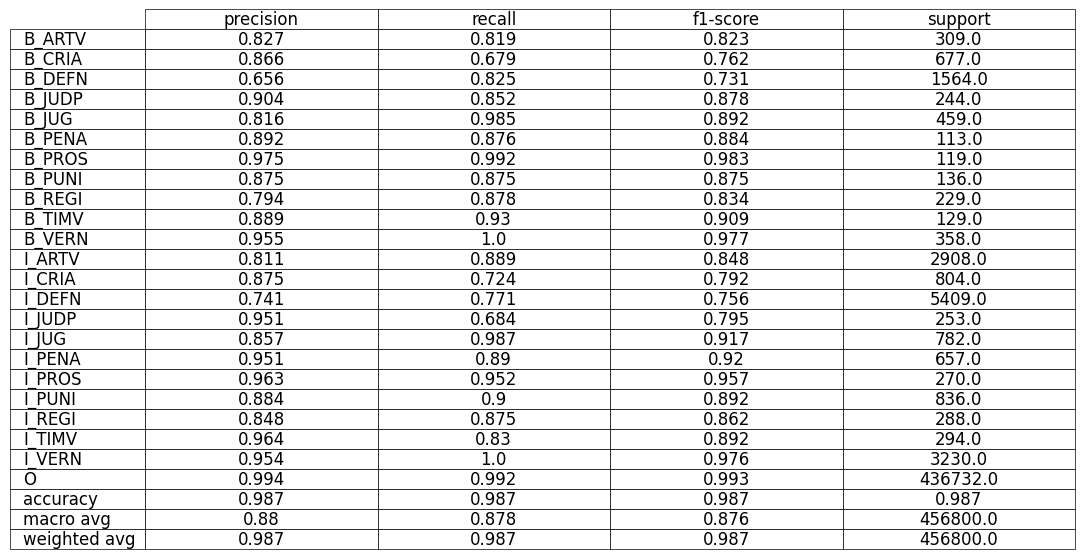 precision recall f1-score support
B_ARTV 0.827 0.819 0.823 309.0
B_CRIA 0.866 0.679 0.762 677.0
B_DEFN 0.656 0.825 0.731 1564.0
B_JUDP 0.904 0.852 0.878 244.0
B_JUG 0.816 0.985 0.892 459.0
B_PENA 0.892 0.876 0.884 113.0
B_PROS 0.975 0.992 0.983 119.0
B_PUNI 0.875 0.875 0.875 136.0
B_REGI 0.794 0.878 0.834 229.0
B_TIMV 0.889 0.93 0.909 129.0
B_VERN 0.955 1.0 0.977 358.0
I_ARTV 0.811 0.889 0.848 2908.0
I_CRIA 0.875 0.724 0.792 804.0
I_DEFN 0.741 0.771 0.756 5409.0
I_JUDP 0.951 0.684 0.795 253.0
I_JUG 0.857 0.987 0.917 782.0
I_PENA 0.951 0.89 0.92 657.0
I_PROS 0.963 0.952 0.957 270.0
I_PUNI 0.884 0.9 0.892 836.0
I_REGI 0.848 0.875 0.862 288.0
I_TIMV 0.964 0.83 0.892 294.0
I_VERN 0.954 1.0 0.976 3230.0
O 0.994 0.992 0.993 436732.0
accuracy 0.987 0.987 0.987 0.987
macro avg 0.88 0.878 0.876 456800.0
weighted avg 0.987 0.987 0.987 456800.0